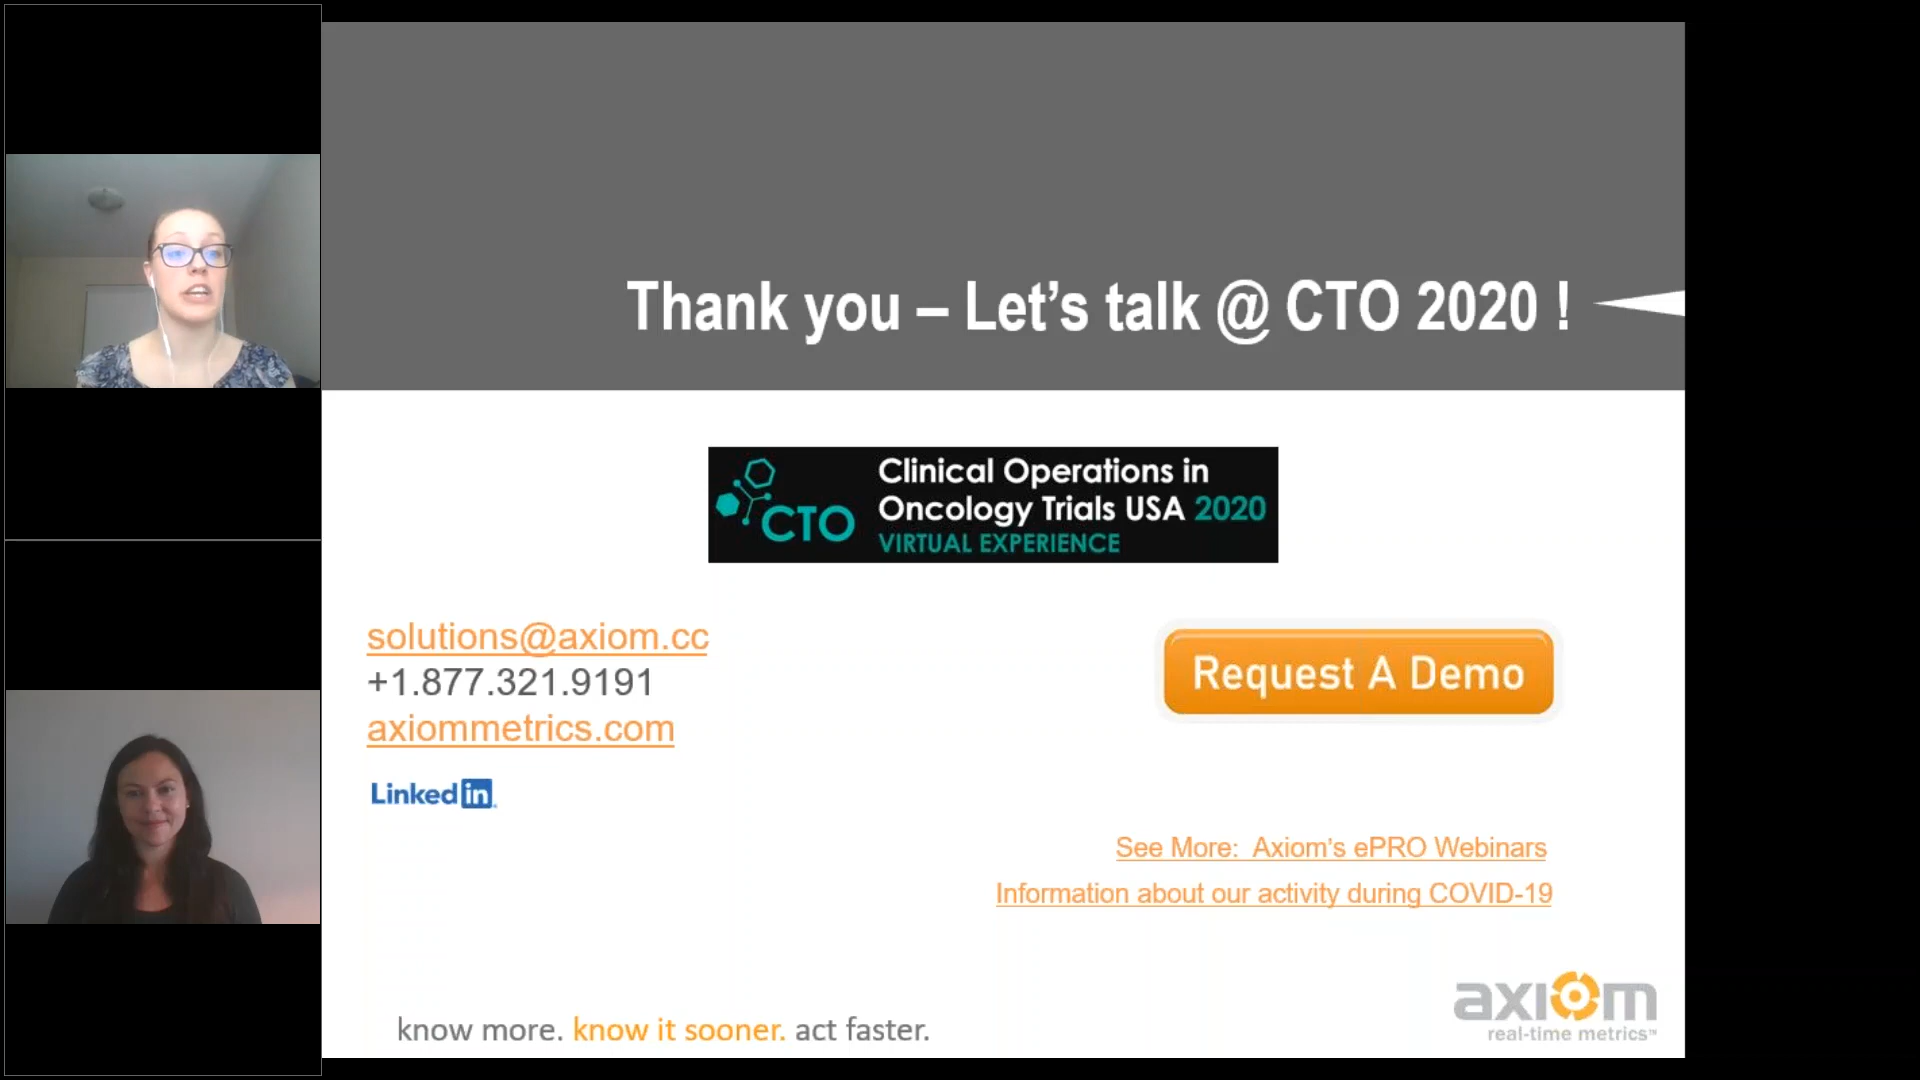 Thank you – Let's talk @ CTO 2020 !
CTO
Clinical Operations in
Oncology Trials USA 2020
VIRTUAL EXPERIENCE
solutions@axiom.cc
+1.877.321.9191
axiommetrics.com
Linked in
Request A Demo
See More:  Axiom's ePRO Webinars
Information about our activity during COVID-19
know more. know it sooner. act faster.
axiom
real-time metrics™